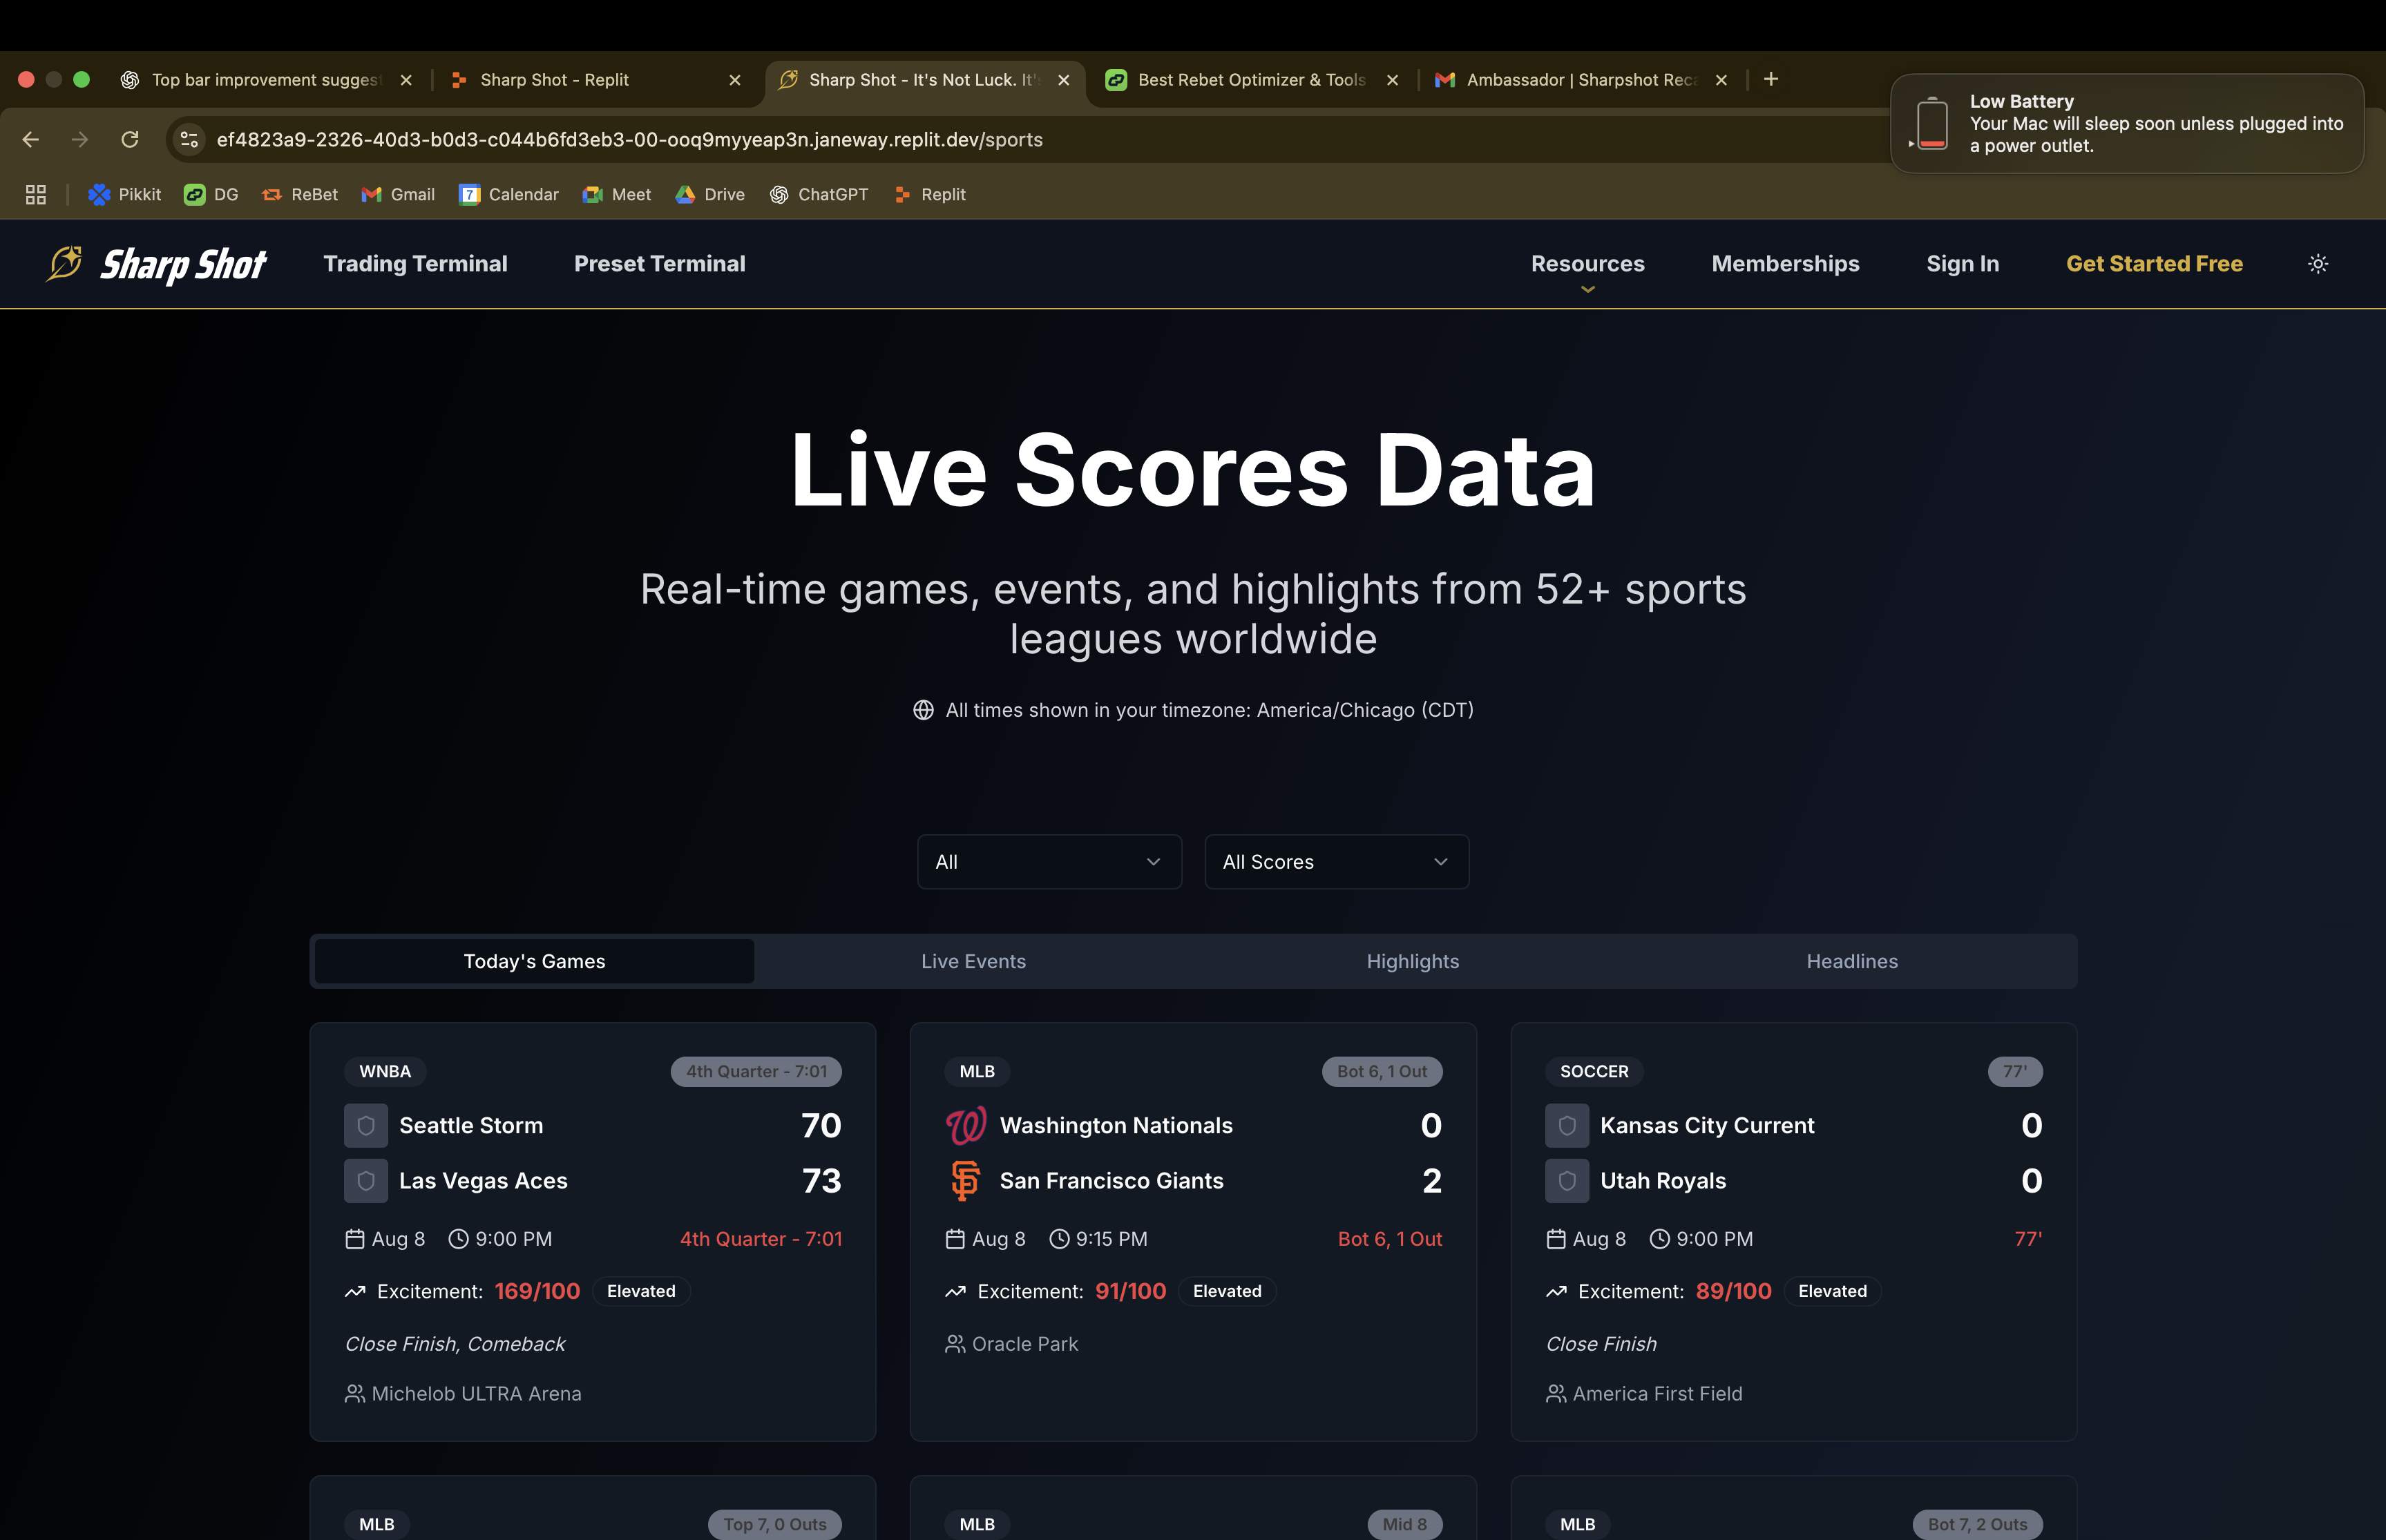 Top bar improvement sugges
Sharp Shot - Replit
Sharp Shot - It's Not Luck. It's
Best Rebet Optimizer & Tools
Ambassador | Sharpshot Reca
Low Battery
Your Mac will sleep soon unless plugged into
a power outlet.
ef4823a9-2326-40d3-b0d3-c044b6fd3eb3-00-ooq9myyeap3n.janeway.replit.dev/sports
Pikkit
DG
ReBet
Gmail
7
Calendar
Meet
Drive
ChatGPT
Replit
Sharp Shot
Trading Terminal
Preset Terminal
Resources
Memberships
Sign In
Get Started Free
Live Scores Data
Real-time games, events, and highlights from 52+ sports
leagues worldwide
All times shown in your timezone: America/Chicago (CDT)
All
All Scores
Today's Games
Live Events
Highlights
Headlines
WNBA
4th Quarter - 7:01
Seattle Storm
70
Las Vegas Aces
73
Aug 8
9:00 PM
4th Quarter - 7:01
Excitement: 169/100
Elevated
Close Finish, Comeback
Michelob ULTRA Arena
MLB
Bot 6, 1 Out
W
Washington Nationals
0
SF
San Francisco Giants
2
Aug 8
9:15 PM
Bot 6, 1 Out
Excitement: 91/100
Elevated
Oracle Park
SOCCER
77'
Kansas City Current
0
Utah Royals
0
Aug 8
9:00 PM
77'
Excitement: 89/100
Elevated
Close Finish
America First Field
MLB
Top 7, 0 Outs
MLB
Mid 8
MLB
Bot 7, 2 Outs